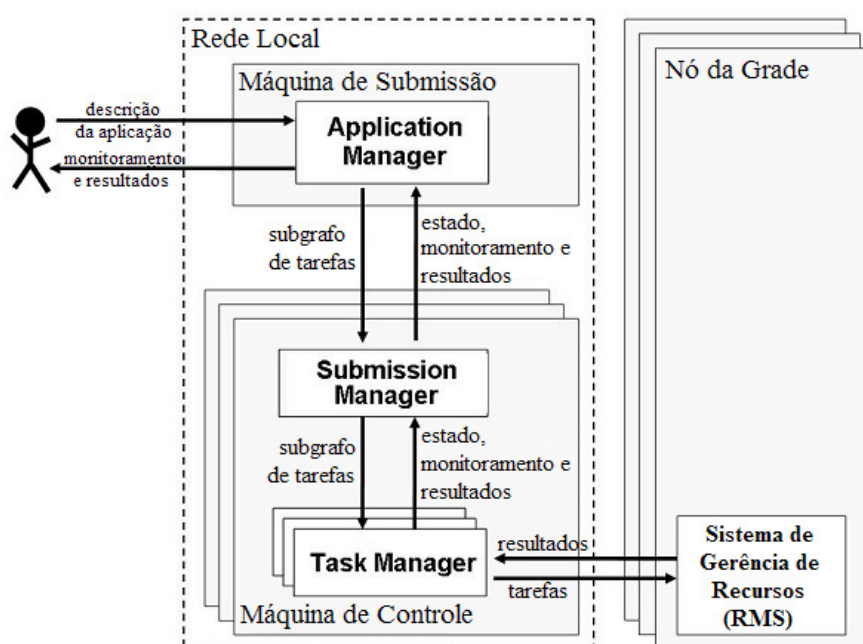 Rede Local
Nó da Grade
Máquina de Submissão
descrição
da aplicação
monitoramento
e resultados
Application
Manager
subgrafo
de tarefas
estado,
monitoramento e
resultados
Submission
Manager
subgrafo
de tarefas
estado,
monitoramento e
resultados
Task Manager
resultados
tarefas
Sistema de
Gerência de
Recursos
(RMS)
Máquina de Controle